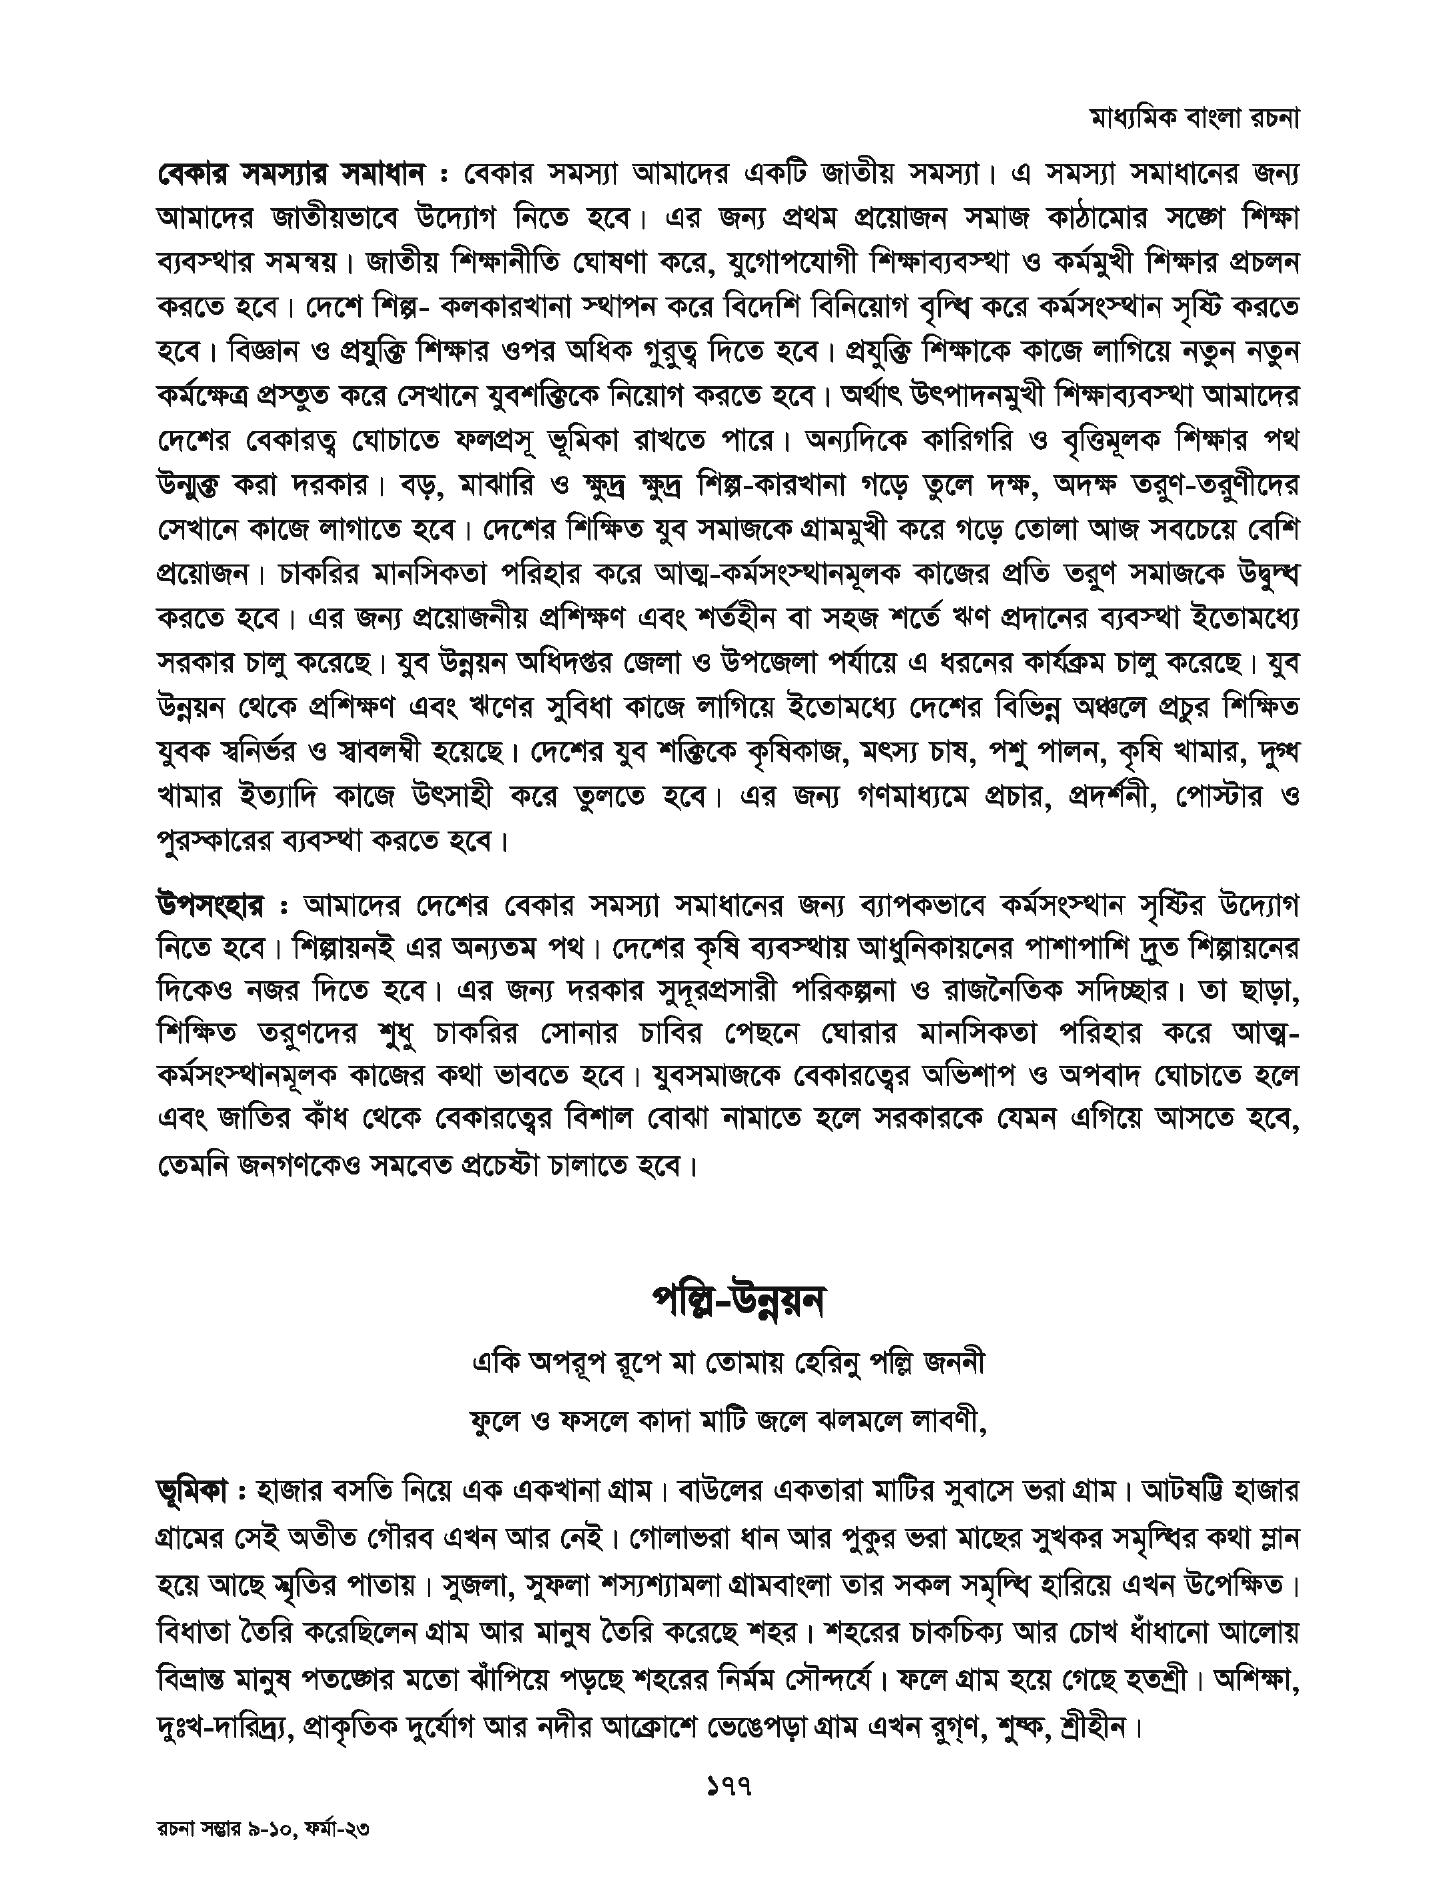 মাধ্যমিক বাংলা রচনা
বেকার সমস্যার সমাধান : বেকার সমস্যা আমাদের একটি জাতীয় সমস্যা। এ সমস্যা সমাধানের জন্য
আমাদের জাতীয়ভাবে উদ্যোগ নিতে হবে। এর জন্য প্রথম প্রয়োজন সমাজ কাঠামোর সঙ্গে শিক্ষা
ব্যবস্থার সমন্বয়। জাতীয় শিক্ষানীতি ঘোষণা করে, যুগোপযোগী শিক্ষাব্যবস্থা ও কর্মমুখী শিক্ষার প্রচলন
করতে হবে। দেশে শিল্প- কলকারখানা স্থাপন করে বিদেশি বিনিয়োগ বৃদ্ধি করে কর্মসংস্থান সৃষ্টি করতে
হবে। বিজ্ঞান ও প্রযুক্তি শিক্ষার ওপর অধিক গুরুত্ব দিতে হবে। প্রযুক্তি শিক্ষাকে কাজে লাগিয়ে নতুন নতুন
কর্মক্ষেত্র প্রস্তুত করে সেখানে যুবশক্তিকে নিয়োগ করতে হবে। অর্থাৎ উৎপাদনমুখী শিক্ষাব্যবস্থা আমাদের
দেশের বেকারত্ব ঘোচাতে ফলপ্রসূ ভূমিকা রাখতে পারে। অন্যদিকে কারিগরি ও বৃত্তিমূলক শিক্ষার পথ
উন্মুক্ত করা দরকার। বড়, মাঝারি ও ক্ষুদ্র ক্ষুদ্র শিল্প-কারখানা গড়ে তুলে দক্ষ, অদক্ষ তরুণ-তরুণীদের
সেখানে কাজে লাগাতে হবে। দেশের শিক্ষিত যুব সমাজকে গ্রামমুখী করে গড়ে তোলা আজ সবচেয়ে বেশি
প্রয়োজন। চাকরির মানসিকতা পরিহার করে আত্ম-কর্মসংস্থানমূলক কাজের প্রতি তরুণ সমাজকে উদ্বুদ্ধ
করতে হবে। এর জন্য প্রয়োজনীয় প্রশিক্ষণ এবং শর্তহীন বা সহজ শর্তে ঋণ প্রদানের ব্যবস্থা ইতোমধ্যে
সরকার চালু করেছে। যুব উন্নয়ন অধিদপ্তর জেলা ও উপজেলা পর্যায়ে এ ধরনের কার্যক্রম চালু করেছে। যুব
উন্নয়ন থেকে প্রশিক্ষণ এবং ঋণের সুবিধা কাজে লাগিয়ে ইতোমধ্যে দেশের বিভিন্ন অঞ্চলে প্রচুর শিক্ষিত
যুবক স্বনির্ভর ও স্বাবলম্বী হয়েছে। দেশের যুব শক্তিকে কৃষিকাজ, মৎস্য চাষ, পশু পালন, কৃষি খামার, দুগ্ধ
খামার ইত্যাদি কাজে উৎসাহী করে তুলতে হবে। এর জন্য গণমাধ্যমে প্রচার, প্রদর্শনী, পোস্টার ও
পুরস্কারের ব্যবস্থা করতে হবে।
উপসংহার : আমাদের দেশের বেকার সমস্যা সমাধানের জন্য ব্যাপকভাবে কর্মসংস্থান সৃষ্টির উদ্যোগ
নিতে হবে। শিল্পায়নই এর অন্যতম পথ। দেশের কৃষি ব্যবস্থায় আধুনিকায়নের পাশাপাশি দ্রুত শিল্পায়নের
দিকেও নজর দিতে হবে। এর জন্য দরকার সুদূরপ্রসারী পরিকল্পনা ও রাজনৈতিক সদিচ্ছার। তা ছাড়া,
শিক্ষিত তরুণদের শুধু চাকরির সোনার চাবির পেছনে ঘোরার মানসিকতা পরিহার করে আত্ম-
কর্মসংস্থানমূলক কাজের কথা ভাবতে হবে। যুবসমাজকে বেকারত্বের অভিশাপ ও অপবাদ ঘোচাতে হলে
এবং জাতির কাঁধ থেকে বেকারত্বের বিশাল বোঝা নামাতে হলে সরকারকে যেমন এগিয়ে আসতে হবে,
তেমনি জনগণকেও সমবেত প্রচেষ্টা চালাতে হবে।
পল্লি-উন্নয়ন
একি অপরূপ রূপে মা তোমায় হেরিনু পল্লি জননী
ফুলে ও ফসলে কাদা মাটি জলে ঝলমলে লাবণী,
ভূমিকা : হাজার বসতি নিয়ে এক একখানা গ্রাম। বাউলের একতারা মাটির সুবাসে ভরা গ্রাম। আটষট্টি হাজার
গ্রামের সেই অতীত গৌরব এখন আর নেই। গোলাভরা ধান আর পুকুর ভরা মাছের সুখকর সমৃদ্ধির কথা ম্লান
হয়ে আছে স্মৃতির পাতায়। সুজলা, সুফলা শস্যশ্যামলা গ্রামবাংলা তার সকল সমৃদ্ধি হারিয়ে এখন উপেক্ষিত।
বিধাতা তৈরি করেছিলেন গ্রাম আর মানুষ তৈরি করেছে শহর। শহরের চাকচিক্য আর চোখ ধাঁধানো আলোয়
বিভ্রান্ত মানুষ পতঙ্গের মতো ঝাঁপিয়ে পড়ছে শহরের নির্মম সৌন্দর্যে। ফলে গ্রাম হয়ে গেছে হতশ্রী। অশিক্ষা,
দুঃখ-দারিদ্র্য, প্রাকৃতিক দুর্যোগ আর নদীর আক্রোশে ভেঙেপড়া গ্রাম এখন রুগ্‌ণ, শুষ্ক, শ্রীহীন।
১৭৭
রচনা সম্ভার ৯-১০, ফর্মা-২৩